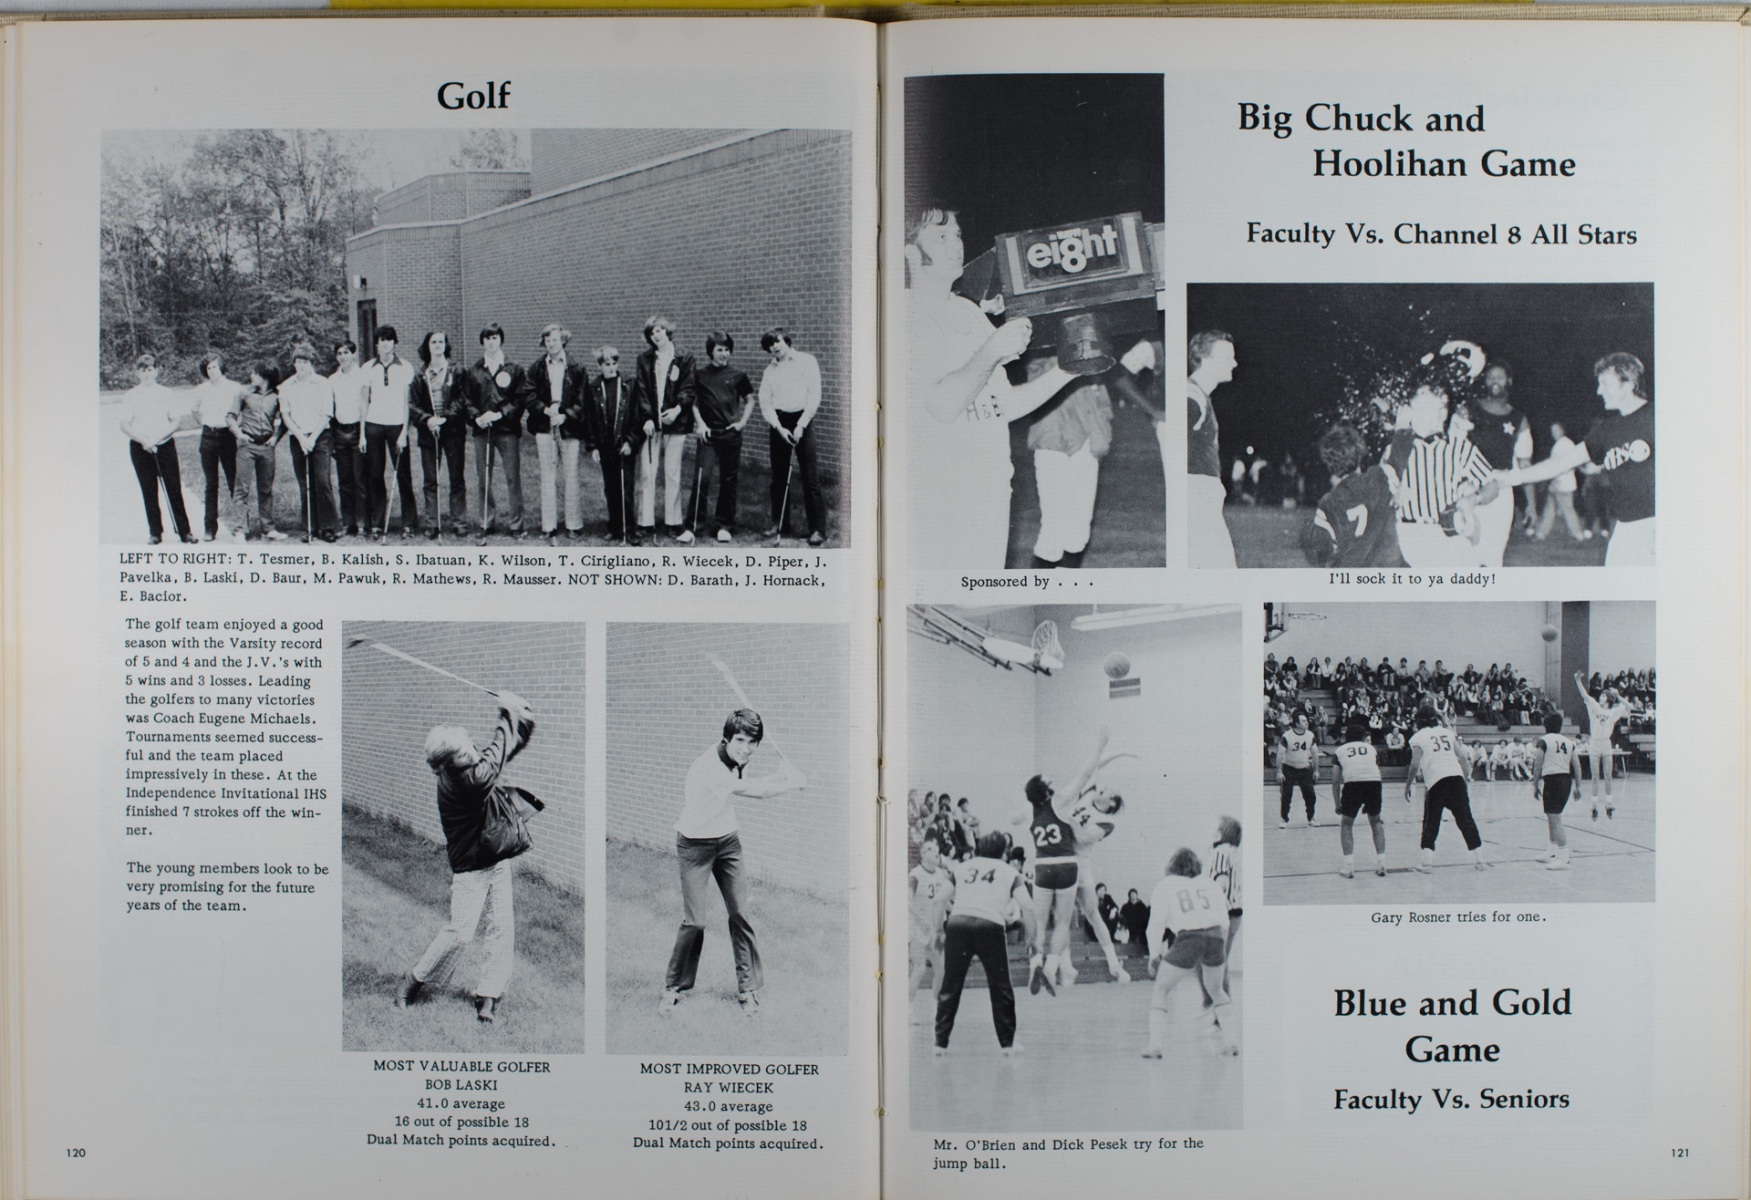 Golf
LEFT TO RIGHT: T. Tesmer, B. Kalish, S. Ibatuan, K. Wilson, T. Cirigliano, R. Wiecek, D. Piper, J.
Pavelka, B. Laski, D. Baur, M. Pawuk, R. Mathews, R. Mausser. NOT SHOWN: D. Barath, J. Hornack,
E. Bacior.
The golf team enjoyed a good
season with the Varsity record
of 5 and 4 and the J.V.'s with
5 wins and 3 losses. Leading
the golfers to many victories
was Coach Eugene Michaels.
Tournaments seemed success-
ful and the team placed
impressively in these. At the
Independence Invitational IHS
finished 7 strokes off the win-
ner.
The young members look to be
very promising for the future
years of the team.
MOST VALUABLE GOLFER
BOB LASKI
41.0 average
16 out of possible 18
Dual Match points acquired.
MOST IMPROVED GOLFER
RAY WIECEK
43.0 average
101/2 out of possible 18
Dual Match points acquired.
120
Big Chuck and
Hoolihan Game
Faculty Vs. Channel 8 All Stars
eight
H & B
7
Sponsored by . . .
I'll sock it to ya daddy!
23
34
85
34
30
35
14
Gary Rosner tries for one.
Blue and Gold
Game
Faculty Vs. Seniors
Mr. O'Brien and Dick Pesek try for the
jump ball.
121